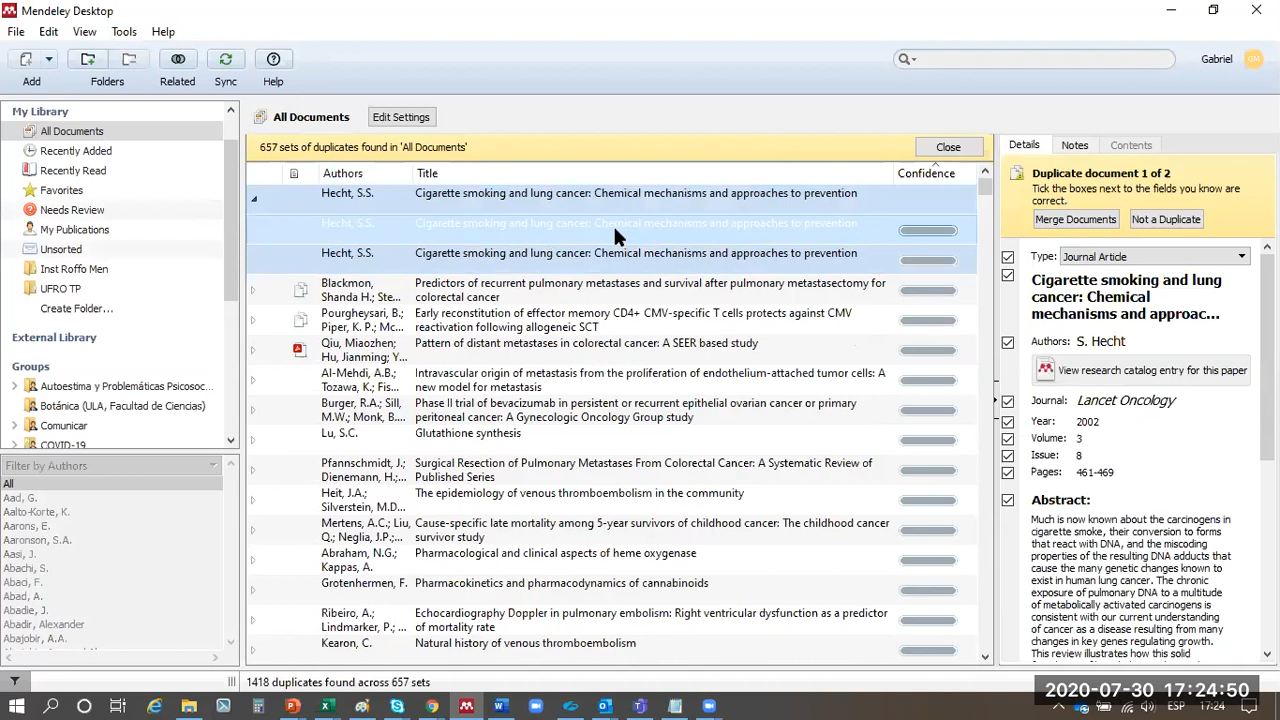 Mendeley Desktop
File Edit View Tools Help
Add Folders Related Sync Help
Gabriel GM
My Library
All Documents
Recently Added
Recently Read
Favorites
Needs Review
My Publications
Unsorted
Inst Roffo Men
UFRO TP
Create Folder...
External Library
Groups
Autoestima y Problemáticas Psicosoc...
Botánica (ULA, Facultad de Ciencias)
Comunicar
COVID-19
Filter by Authors
All
Aad, G.
Aalto-Korte, K.
Aarons, E.
Aaronson, S.A.
Aasi, J.
Abachi, S.
Abaci, F.
Abad, A.
Abadie, J.
Abadir, Alexander
Abajobir, A.A.
All Documents Edit Settings
657 sets of duplicates found in 'All Documents' Close
Authors Title Confidence
Hecht, S.S. Cigarette smoking and lung cancer: Chemical mechanisms and approaches to prevention
Hecht, S.S. Cigarette smoking and lung cancer: Chemical mechanisms and approaches to prevention
Hecht, S.S. Cigarette smoking and lung cancer: Chemical mechanisms and approaches to prevention
Blackmon, Predictors of recurrent pulmonary metastases and survival after pulmonary metastasectomy for
Shanda H.; Ste... colorectal cancer
Pourgheysari, B.; Early reconstitution of effector memory CD4+ CMV-specific T cells protects against CMV
Piper, K. P.; Mc... reactivation following allogeneic SCT
Qiu, Miaozhen; Pattern of distant metastases in colorectal cancer: A SEER based study
Hu, Jianming; Y...
Al-Mehdi, A.B.; Intravascular origin of metastasis from the proliferation of endothelium-attached tumor cells: A
Tozawa, K.; Fis... new model for metastasis
Burger, R.A.; Sill, Phase II trial of bevacizumab in persistent or recurrent epithelial ovarian cancer or primary
M.W.; Monk, B.... peritoneal cancer: A Gynecologic Oncology Group study
Lu, S.C. Glutathione synthesis
Pfannschmidt, J.; Surgical Resection of Pulmonary Metastases From Colorectal Cancer: A Systematic Review of
Dienemann, H.;... Published Series
Heit, J.A.; The epidemiology of venous thromboembolism in the community
Silverstein, M.D...
Mertens, A.C.; Liu, Cause-specific late mortality among 5-year survivors of childhood cancer: The childhood cancer
Q.; Neglia, J.P.;... survivor study
Abraham, N.G.; Pharmacological and clinical aspects of heme oxygenase
Kappas, A.
Grotenhermen, F. Pharmacokinetics and pharmacodynamics of cannabinoids
Ribeiro, A.; Echocardiography Doppler in pulmonary embolism: Right ventricular dysfunction as a predictor
Lindmarker, P.; ... of mortality rate
Kearon, C. Natural history of venous thromboembolism
1418 duplicates found across 657 sets
Details Notes Contents
Duplicate document 1 of 2
Tick the boxes next to the fields you know are
correct.
Merge Documents Not a Duplicate
Type: Journal Article
Cigarette smoking and lung
cancer: Chemical
mechanisms and approac...
Authors: S. Hecht
View research catalog entry for this paper
Journal: Lancet Oncology
Year: 2002
Volume: 3
Issue: 8
Pages: 461-469
Abstract:
Much is now known about the carcinogens in
cigarette smoke, their conversion to forms
that react with DNA, and the miscoding
properties of the resulting DNA adducts that
cause the many genetic changes known to
exist in human lung cancer. The chronic
exposure of pulmonary DNA to a multitude
of metabolically activated carcinogens is
consistent with our current understanding
of cancer as a disease resulting from many
changes in key genes regulating growth.
This review illustrates how this solid
2020-07-30 17:24:50
ESP 17:24